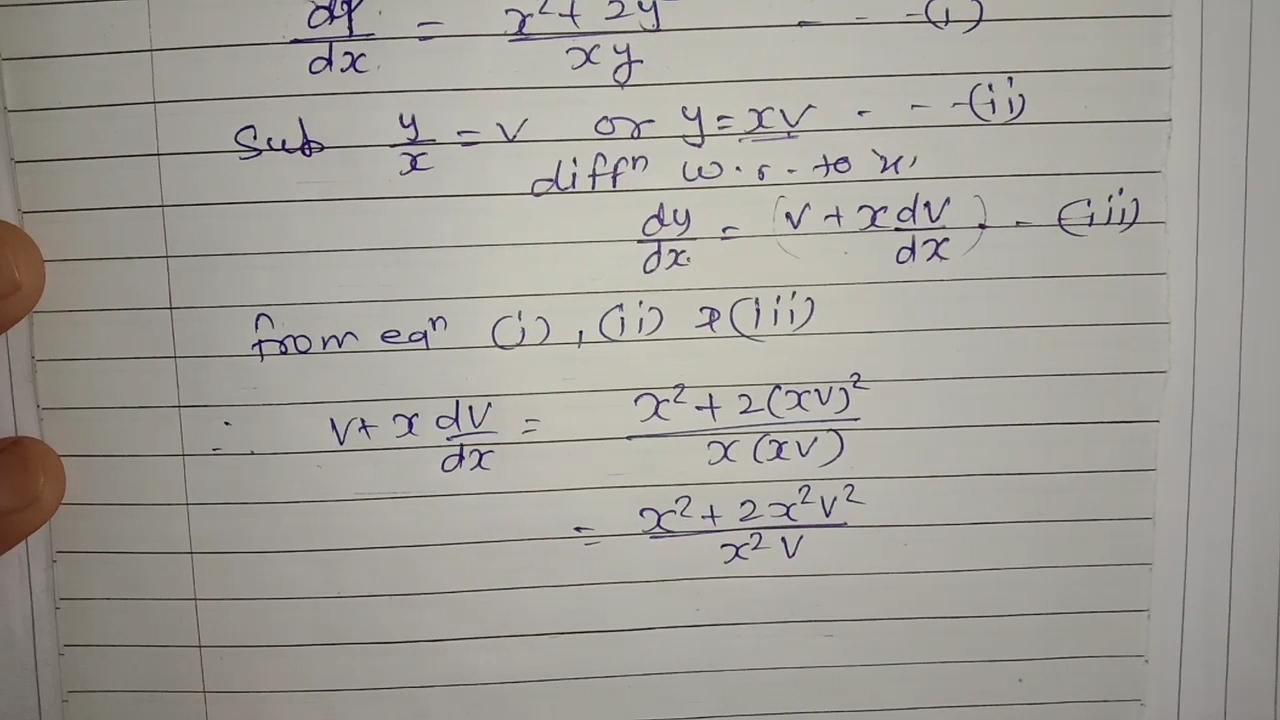 dy/dx = x² + 2y / xy - - - (i)
Sub y/x = v or y = xv - - - (ii)
diffⁿ w.r. to x,
dy/dx = (v + x dv/dx) - (iii)
from eqⁿ (i), (ii) & (iii)
∴ v + x dv/dx = x² + 2(xv)² / x(xv)
= x² + 2x²v² / x²v